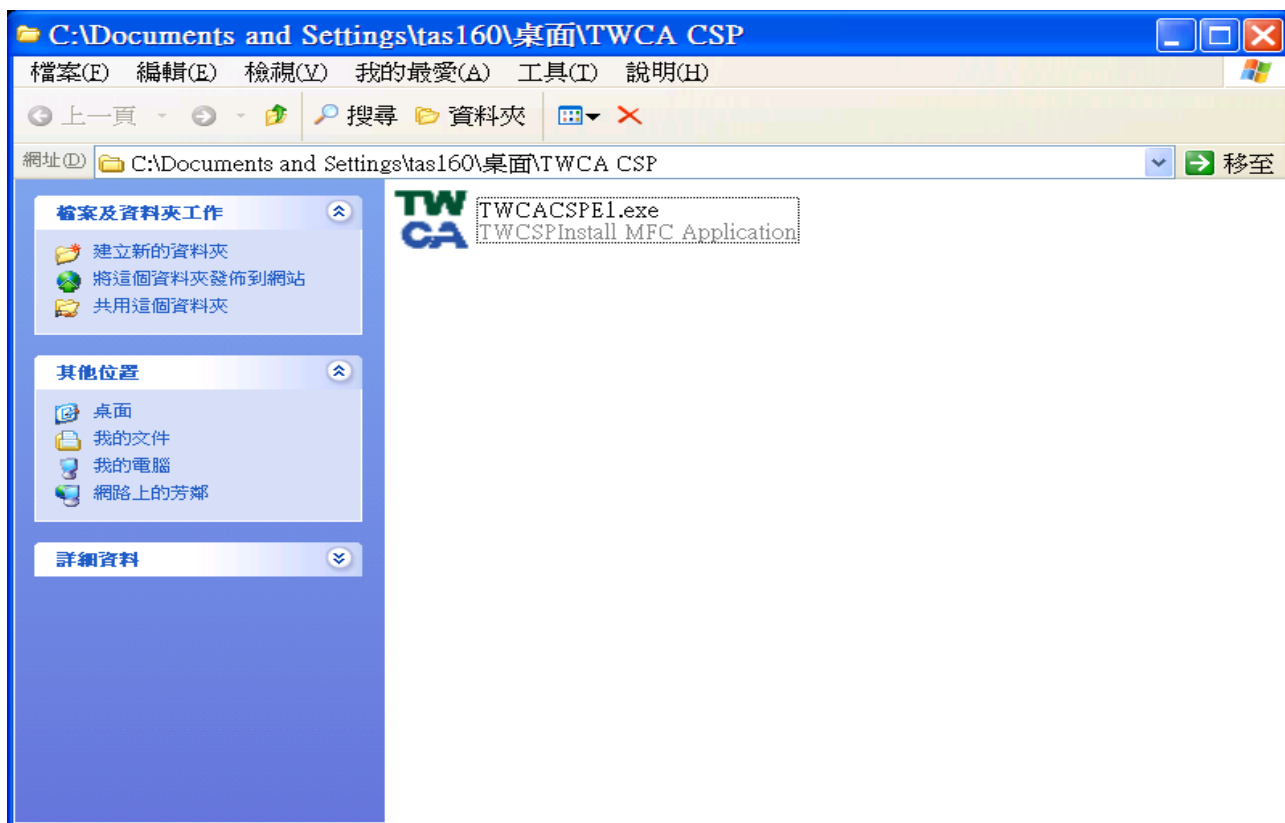 C:\Documents and Settings\tas160\桌面\TWCA CSP
檔案(F) 編輯(E) 檢視(V) 我的最愛(A) 工具(T) 說明(H)
上一頁 搜尋 資料夾
網址(D) C:\Documents and Settings\tas160\桌面\TWCA CSP 移至
檔案及資料夾工作
建立新的資料夾
將這個資料夾發佈到網站
共用這個資料夾
其他位置
桌面
我的文件
我的電腦
網路上的芳鄰
詳細資料
TWCA
TWCACSPE1.exe
TWCSPInstall MFC Application